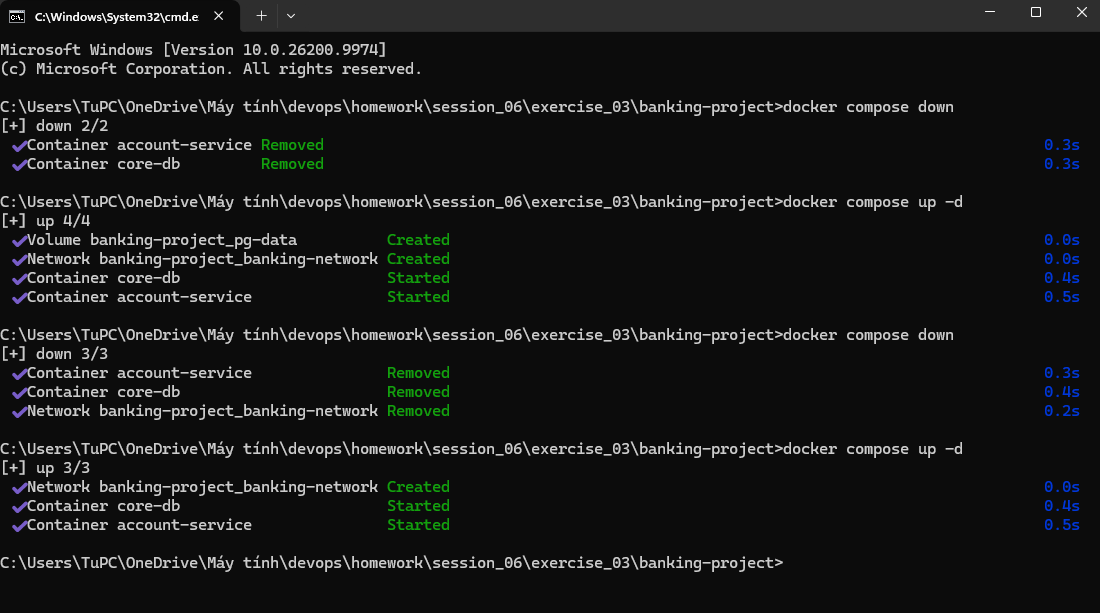 C:\Windows\System32\cmd.e
Microsoft Windows [Version 10.0.26200.9974]
(c) Microsoft Corporation. All rights reserved.
C:\Users\TuPC\OneDrive\Máy tính\devops\homework\session_06\exercise_03\banking-project>docker compose down
[+] down 2/2
✔Container account-service Removed 0.3s
✔Container core-db Removed 0.3s
C:\Users\TuPC\OneDrive\Máy tính\devops\homework\session_06\exercise_03\banking-project>docker compose up -d
[+] up 4/4
✔Volume banking-project_pg-data Created 0.0s
✔Network banking-project_banking-network Created 0.0s
✔Container core-db Started 0.4s
✔Container account-service Started 0.5s
C:\Users\TuPC\OneDrive\Máy tính\devops\homework\session_06\exercise_03\banking-project>docker compose down
[+] down 3/3
✔Container account-service Removed 0.3s
✔Container core-db Removed 0.4s
✔Network banking-project_banking-network Removed 0.2s
C:\Users\TuPC\OneDrive\Máy tính\devops\homework\session_06\exercise_03\banking-project>docker compose up -d
[+] up 3/3
✔Network banking-project_banking-network Created 0.0s
✔Container core-db Started 0.4s
✔Container account-service Started 0.5s
C:\Users\TuPC\OneDrive\Máy tính\devops\homework\session_06\exercise_03\banking-project>